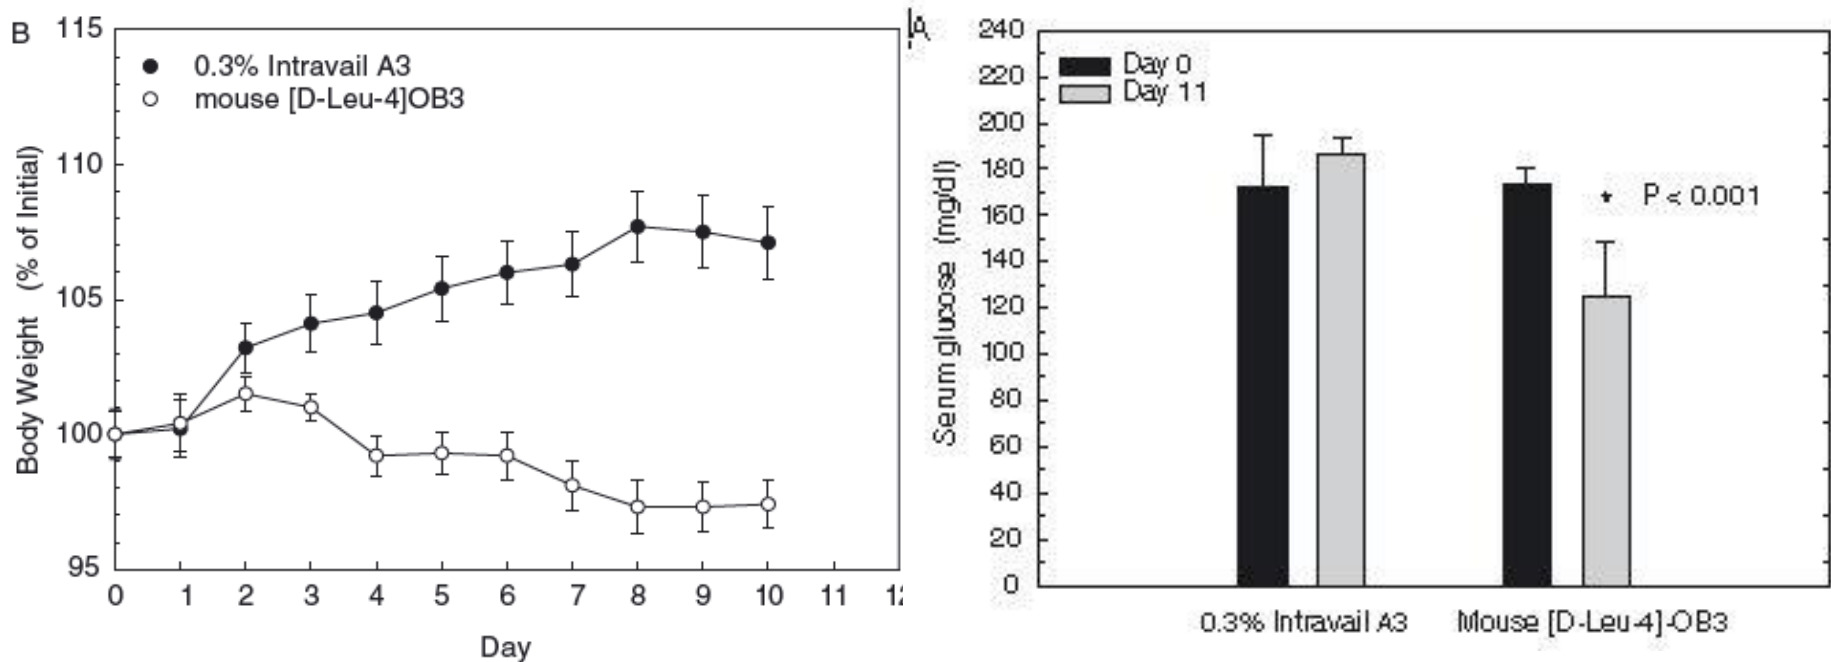 B
115
110
105
100
95
Body Weight (% of Initial)
0.3% Intravail A3
mouse [D-Leu-4]OB3
0 1 2 3 4 5 6 7 8 9 10 11
Day
A
240
220
200
180
160
140
120
100
80
60
40
20
0
Serum glucose (mg/dl)
Day 0
Day 11
* P < 0.001
0.3% Intravail A3 Mouse [D-Leu-4]-OB3